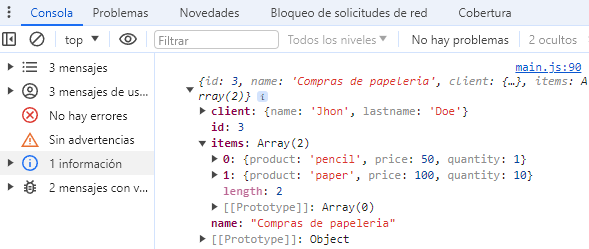 Consola Problemas Novedades Bloqueo de solicitudes de red Cobertura
top Filtrar Todos los niveles No hay problemas 2 ocultos
3 mensajes
3 mensajes de us...
No hay errores
Sin advertencias
1 información
2 mensajes con v...
main.js:90
{id: 3, name: 'Compras de papeleria', client: {…}, items: A
rray(2)} i
client: {name: 'Jhon', lastname: 'Doe'}
id: 3
items: Array(2)
0: {product: 'pencil', price: 50, quantity: 1}
1: {product: 'paper', price: 100, quantity: 10}
length: 2
[[Prototype]]: Array(0)
name: "Compras de papeleria"
[[Prototype]]: Object